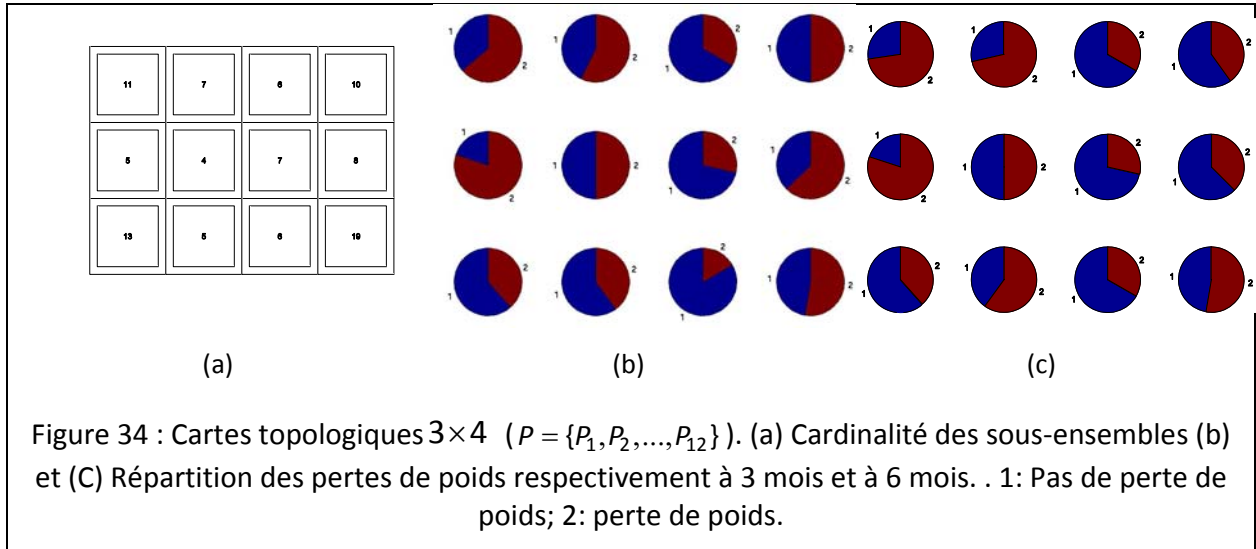 11 7 6 10
5 4 7 8
13 5 6 19
1 2 1 2 1 2 1 2 1 2 1 2 1 2 1 2
1 2 1 2 1 2 1 2 1 2 1 2 1 2 1 2
1 2 1 2 1 2 1 2 1 2 1 2 1 2 1 2
(a) (b) (c)
Figure 34 : Cartes topologiques 3×4 (P = {P₁,P₂,...,P₁₂}). (a) Cardinalité des sous-ensembles (b)
et (C) Répartition des pertes de poids respectivement à 3 mois et à 6 mois. . 1: Pas de perte de
poids; 2: perte de poids.